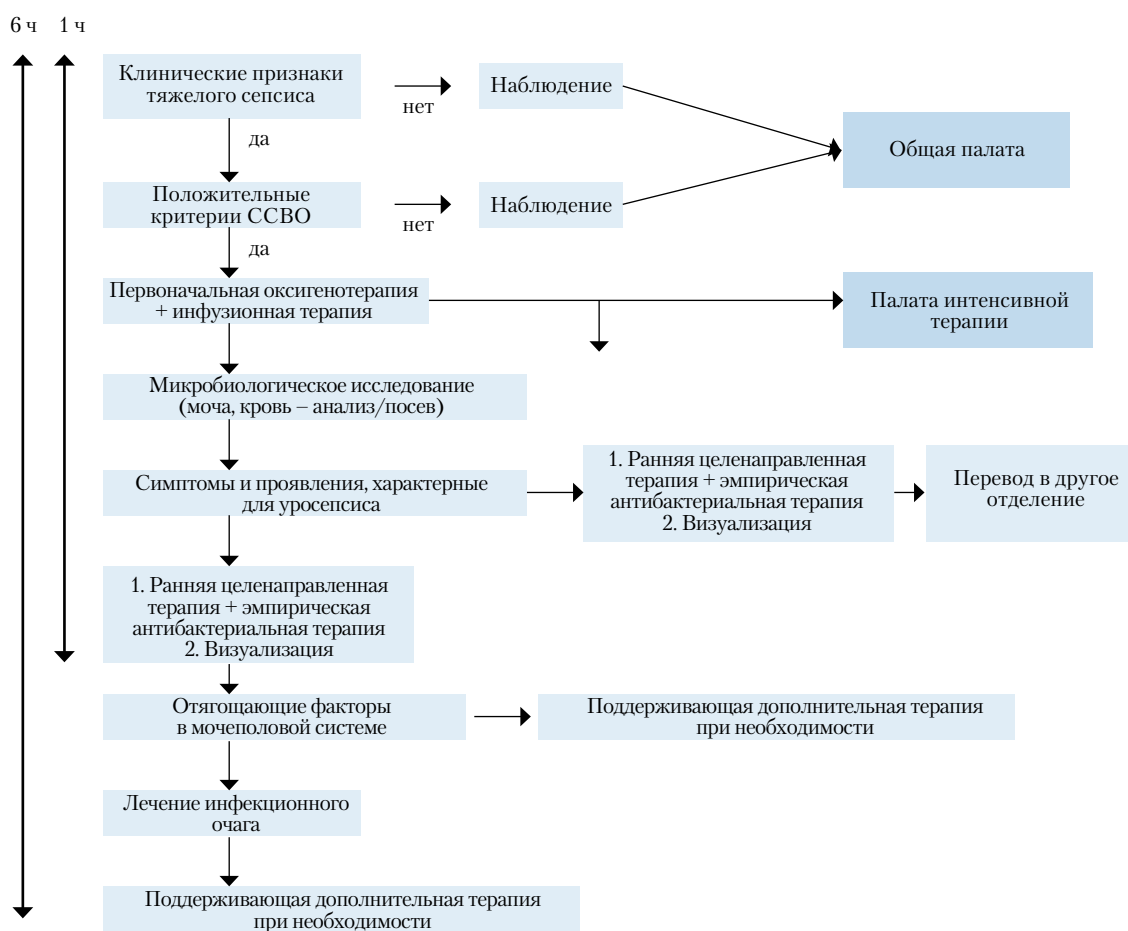 6 ч 1 ч
Клинические признаки
тяжелого сепсиса
нет
Наблюдение
Общая палата
да
Положительные
критерии ССВО
нет
Наблюдение
да
Первоначальная оксигенотерапия
+ инфузионная терапия
Палата интенсивной
терапии
Микробиологическое исследование
(моча, кровь – анализ/посев)
Симптомы и проявления, характерные
для уросепсиса
1. Ранняя целенаправленная
терапия + эмпирическая
антибактериальная терапия
2. Визуализация
Перевод в другое
отделение
1. Ранняя целенаправленная
терапия + эмпирическая
антибактериальная терапия
2. Визуализация
Отягощающие факторы
в мочеполовой системе
Поддерживающая дополнительная терапия
при необходимости
Лечение инфекционного
очага
Поддерживающая дополнительная терапия
при необходимости